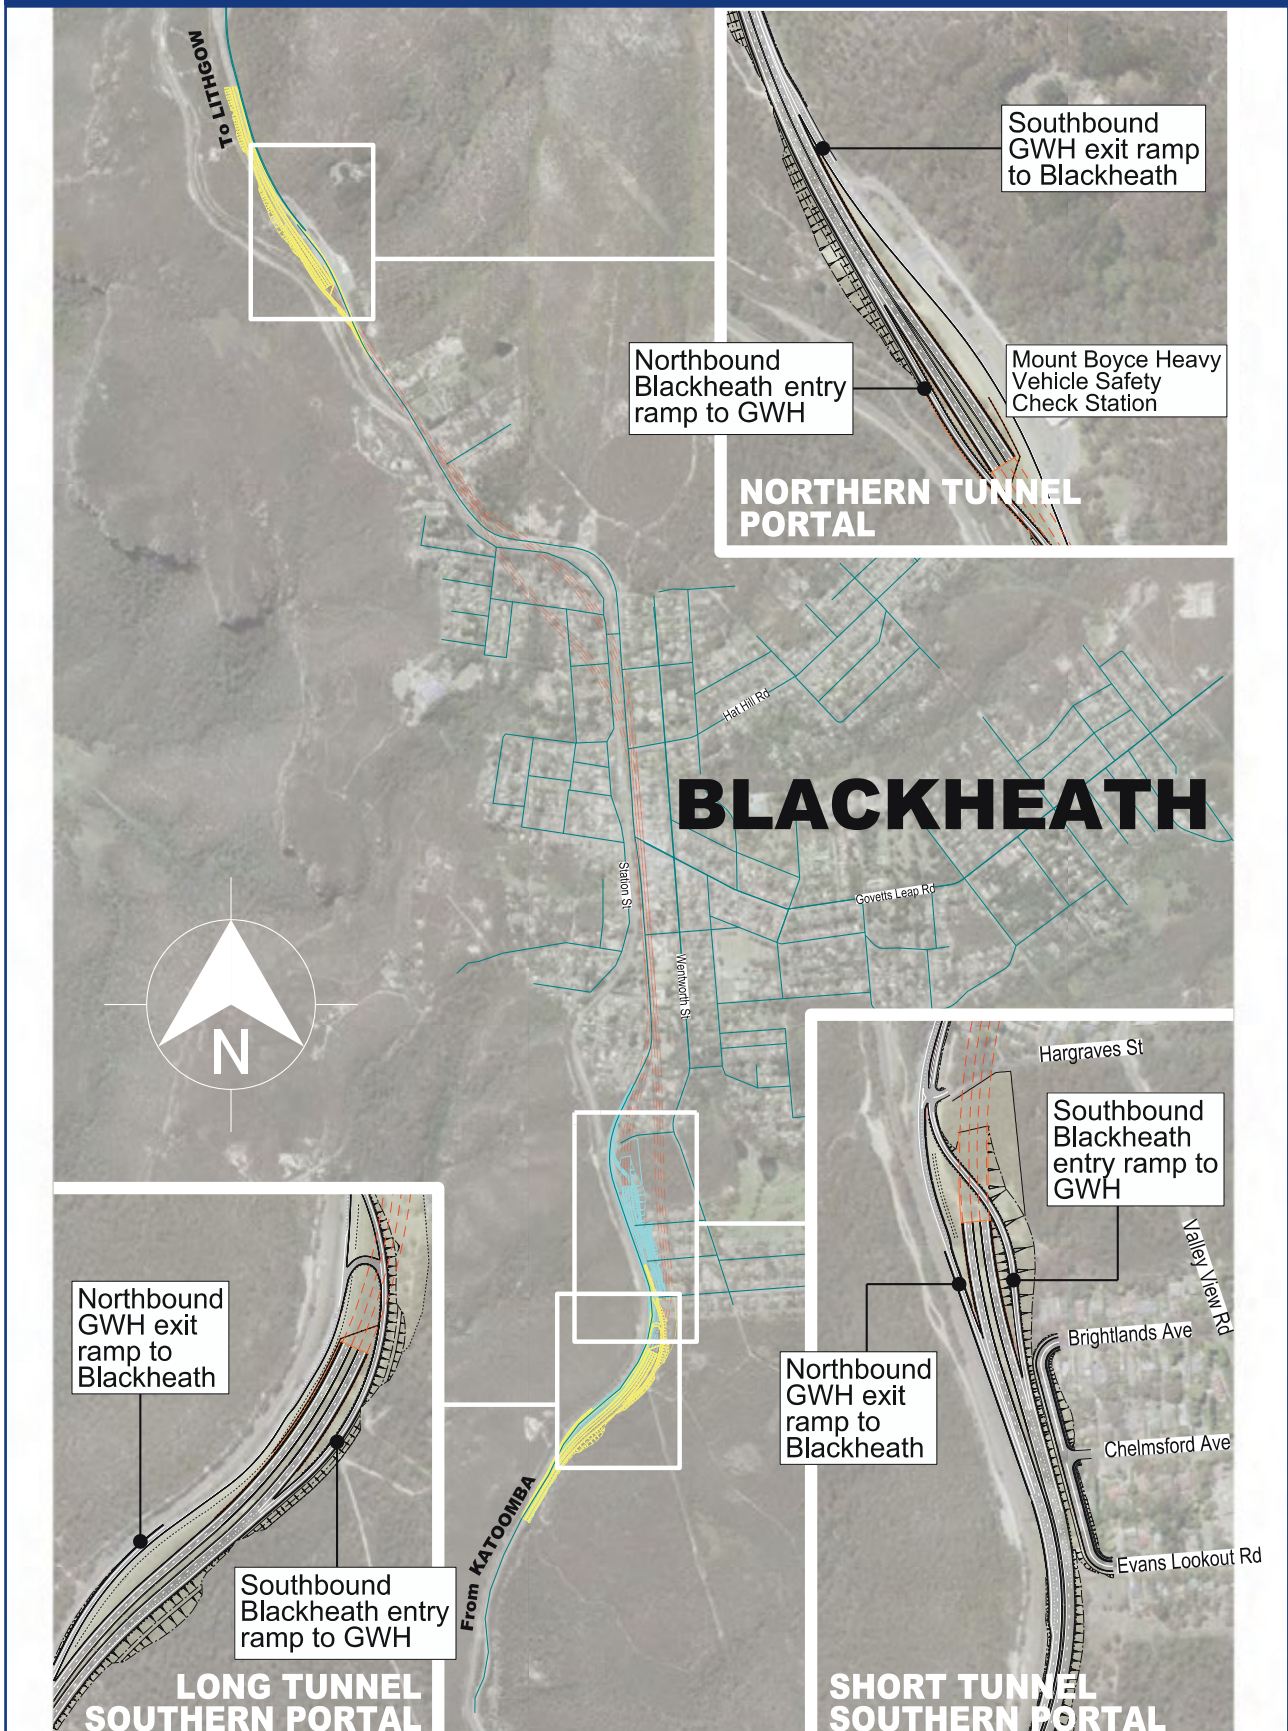 To LITHGOW
Southbound
GWH exit ramp
to Blackheath
Northbound
Blackheath entry
ramp to GWH
Mount Boyce Heavy
Vehicle Safety
Check Station
NORTHERN TUNNEL
PORTAL
Hat Hill Rd
BLACKHEATH
Station St
Govetts Leap Rd
Wentworth St
N
Hargraves St
Southbound
Blackheath
entry ramp to
GWH
Valley View Rd
Northbound
GWH exit
ramp to
Blackheath
Brightlands Ave
Northbound
GWH exit
ramp to
Blackheath
Chelmsford Ave
From KATOOMBA
Evans Lookout Rd
Southbound
Blackheath entry
ramp to GWH
LONG TUNNEL
SOUTHERN PORTAL
SHORT TUNNEL
SOUTHERN PORTAL